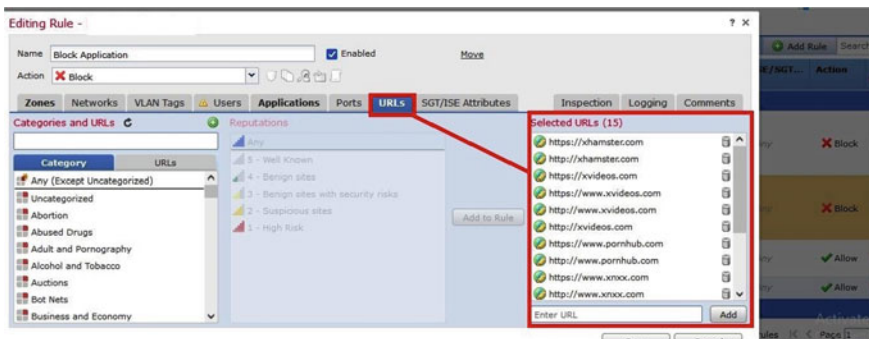 Editing Rule -
? ×
Name Block Application Enabled Move
Action Block
Add Rule Search
Action
Zones Networks VLAN Tags Users Applications Ports URLs SGT/ISE Attributes Inspection Logging Comments
Categories and URLs Reputations Selected URLs (15)
Category URLs
Any
5 - Well Known
4 - Benign sites
3 - Benign sites with security risks
2 - Suspicious sites
1 - High Risk
Any (Except Uncategorized)
Uncategorized
Abortion
Abused Drugs
Adult and Pornography
Alcohol and Tobacco
Auctions
Bot Nets
Business and Economy
Add to Rule
https://xhamster.com
http://xhamster.com
https://xvideos.com
https://www.xvideos.com
http://www.xvideos.com
http://xvideos.com
https://www.pornhub.com
http://www.pornhub.com
https://www.xnxx.com
http://www.xnxx.com
Enter URL Add
Block
Block
Allow
Allow
Page 1